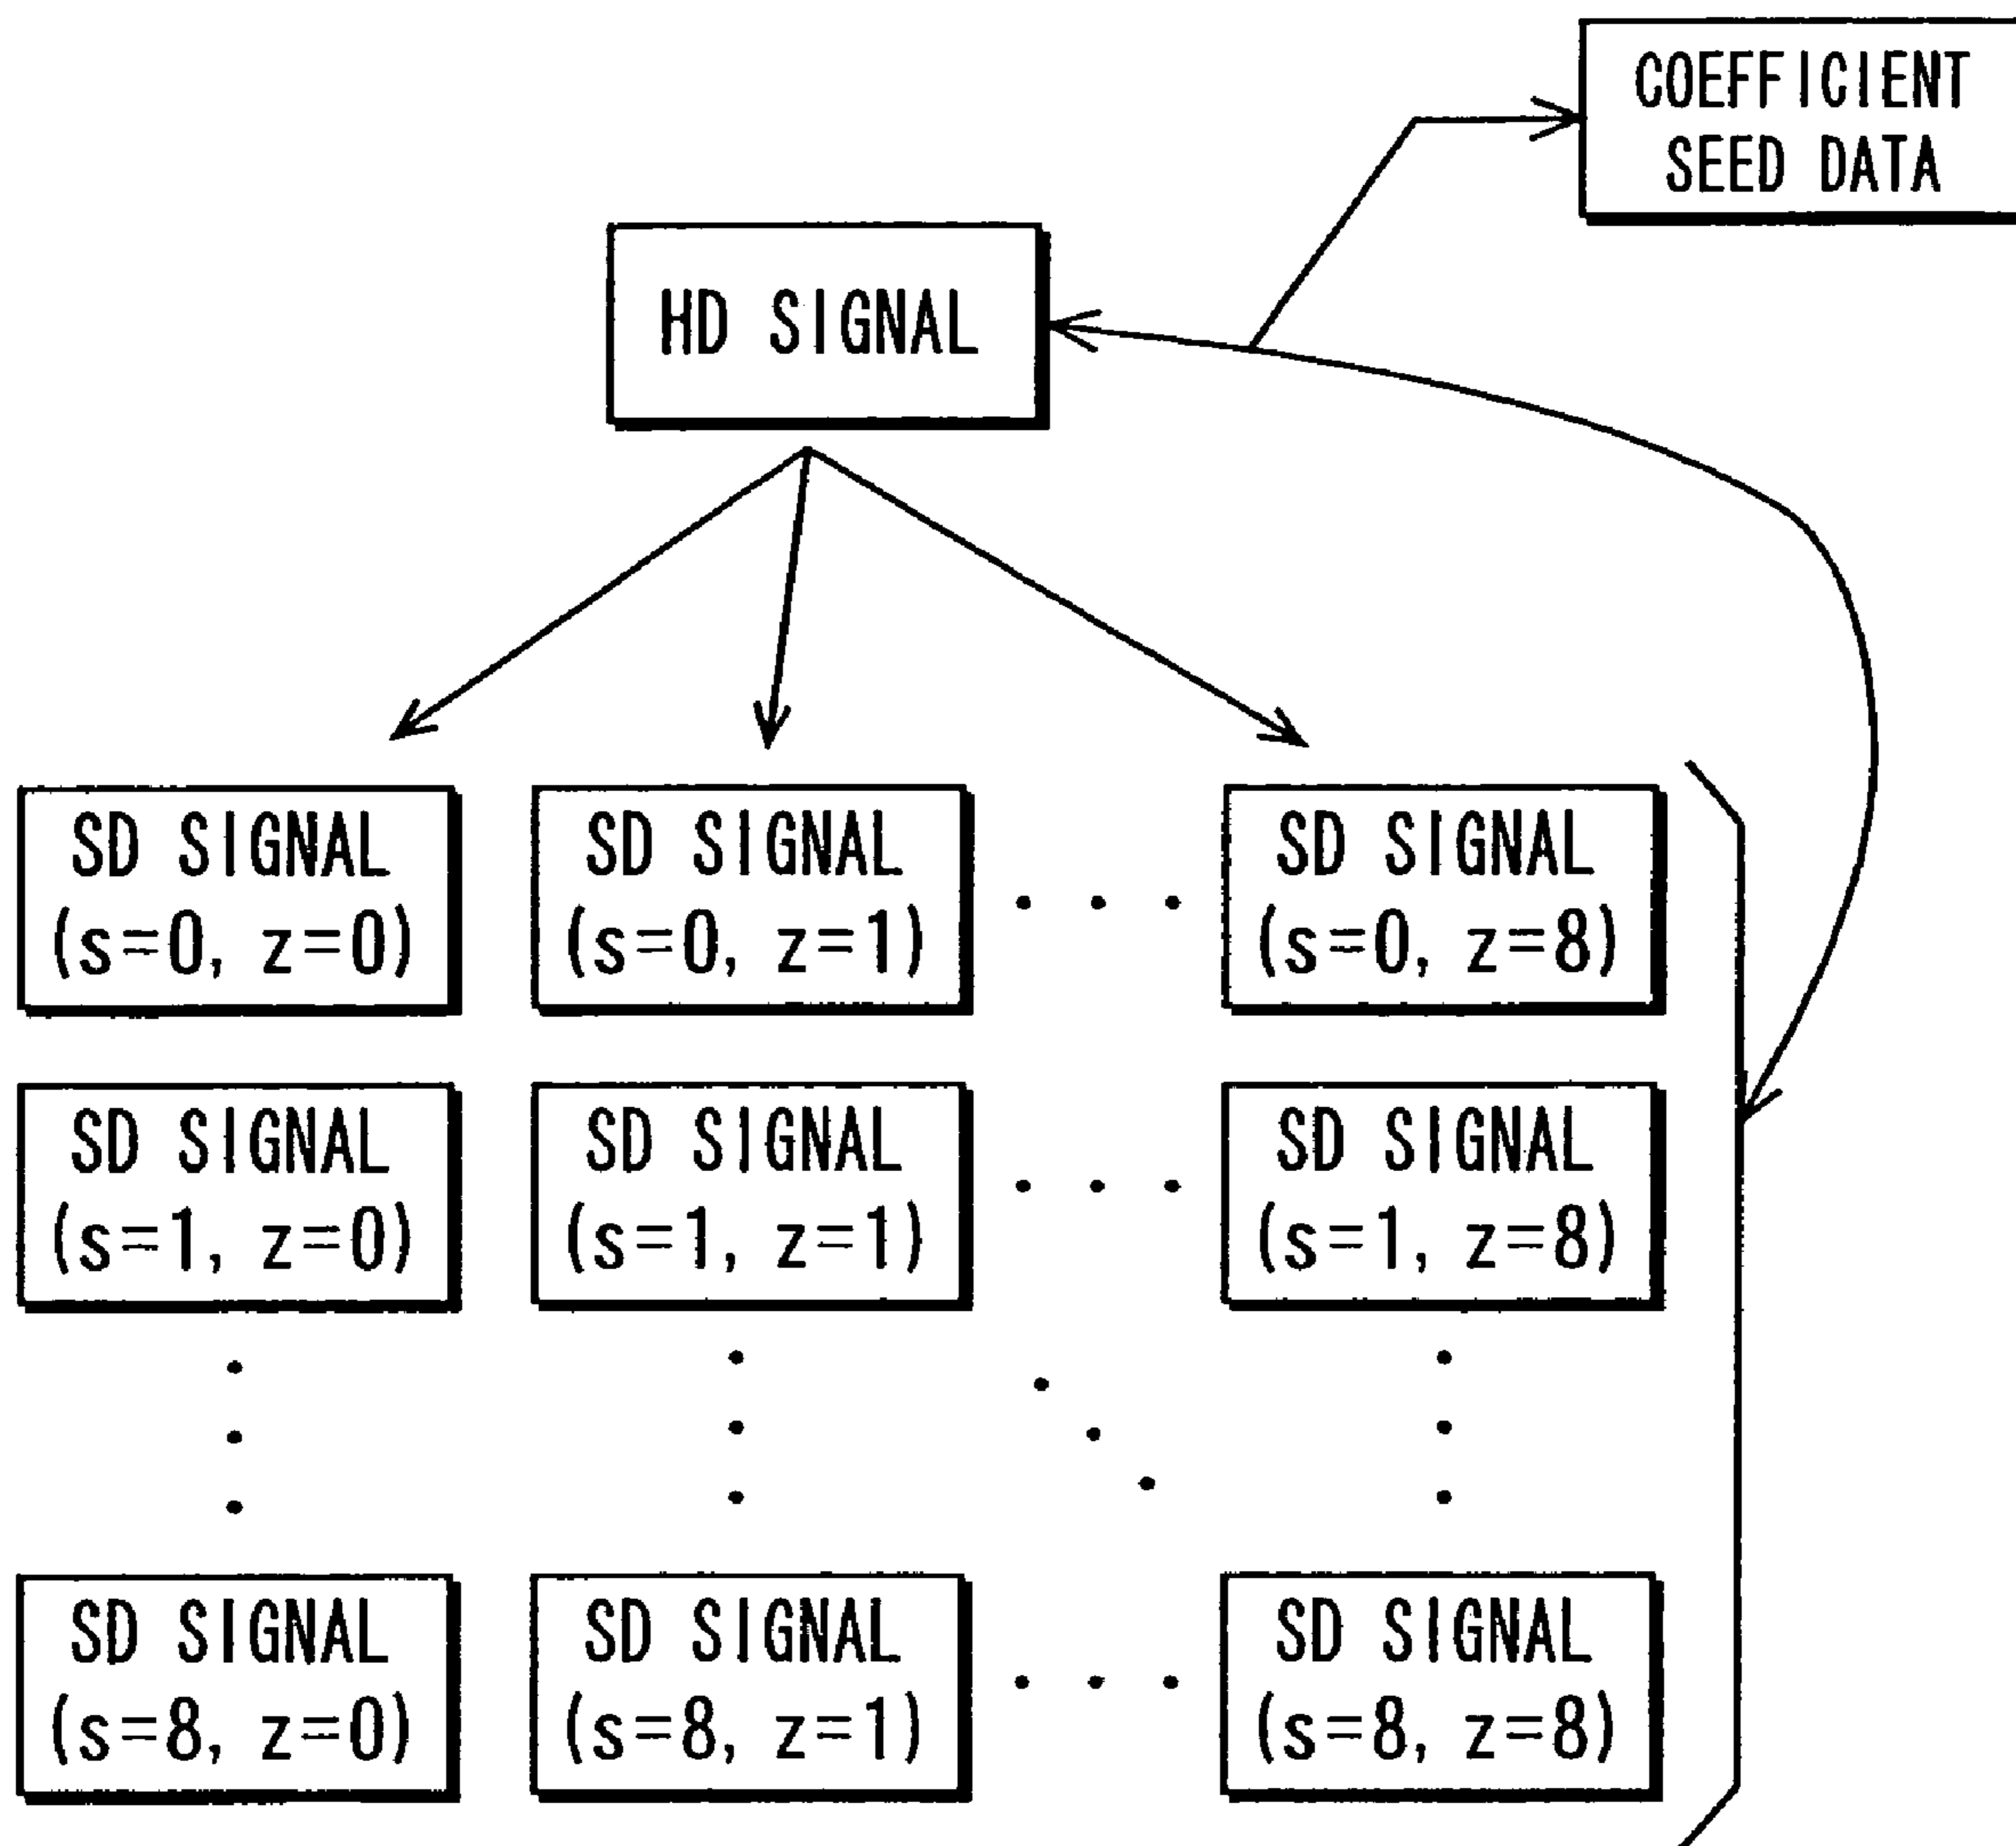 COEFFICIENT
SEED DATA
HD SIGNAL
SD SIGNAL
(s=0, z=0)
SD SIGNAL
(s=0, z=1)
SD SIGNAL
(s=0, z=8)
SD SIGNAL
(s=1, z=0)
SD SIGNAL
(s=1, z=1)
SD SIGNAL
(s=1, z=8)
SD SIGNAL
(s=8, z=0)
SD SIGNAL
(s=8, z=1)
SD SIGNAL
(s=8, z=8)